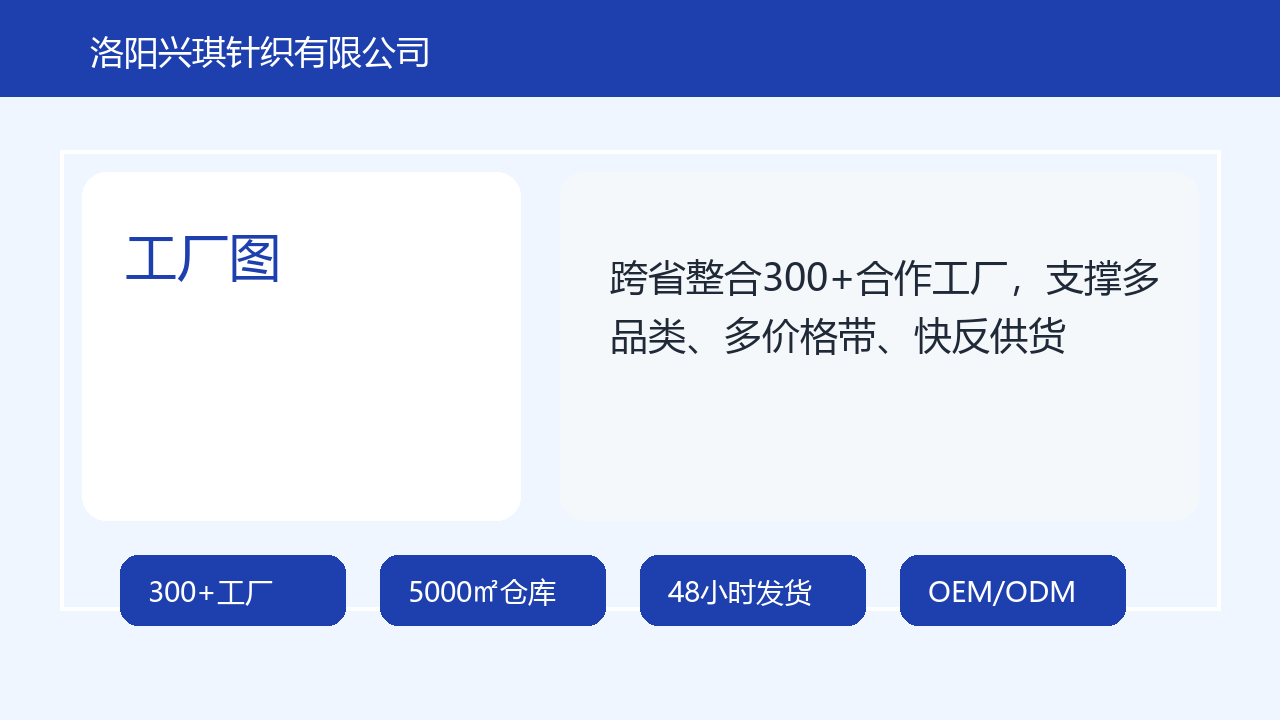 洛阳兴琪针织有限公司
工厂图
跨省整合300+合作工厂，支撑多
品类、多价格带、快反供货
300+工厂
5000㎡仓库
48小时发货
OEM/ODM